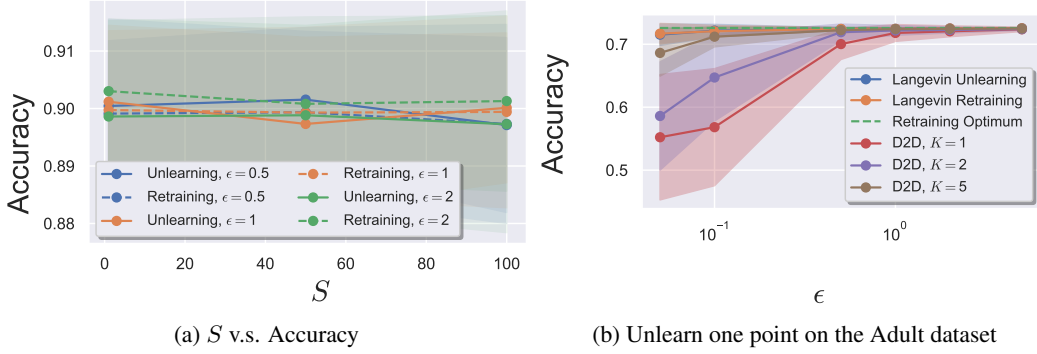 Accuracy
0.91
0.90
0.89
0.88
Unlearning, ϵ = 0.5
Retraining, ϵ = 0.5
Unlearning, ϵ = 1
Retraining, ϵ = 1
Unlearning, ϵ = 2
Retraining, ϵ = 2
0 20 40 60 80 100
S
(a) S v.s. Accuracy
Accuracy
0.7
0.6
0.5
Langevin Unlearning
Langevin Retraining
Retraining Optimum
D2D, K = 1
D2D, K = 2
D2D, K = 5
10⁻¹ 10⁰
ϵ
(b) Unlearn one point on the Adult dataset